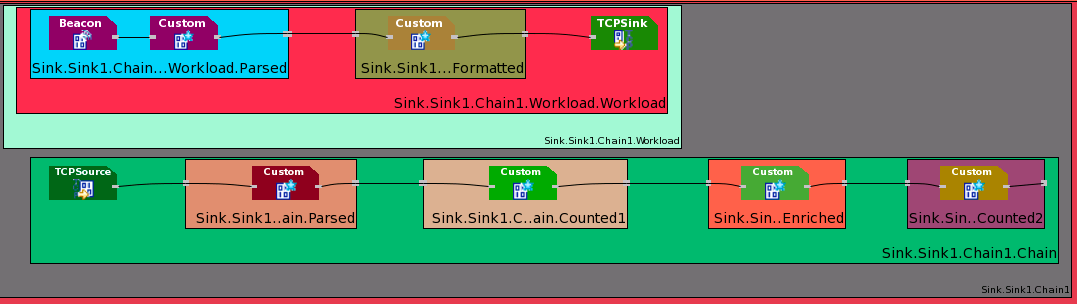 Beacon
Custom
Custom
TCPSink
Sink.Sink1.Chain...Workload.Parsed
Sink.Sink1...Formatted
Sink.Sink1.Chain1.Workload.Workload
Sink.Sink1.Chain1.Workload
TCPSource
Custom
Custom
Custom
Custom
Sink.Sink1..ain.Parsed
Sink.Sink1.C..ain.Counted1
Sink.Sin..Enriched
Sink.Sin..Counted2
Sink.Sink1.Chain1.Chain
Sink.Sink1.Chain1